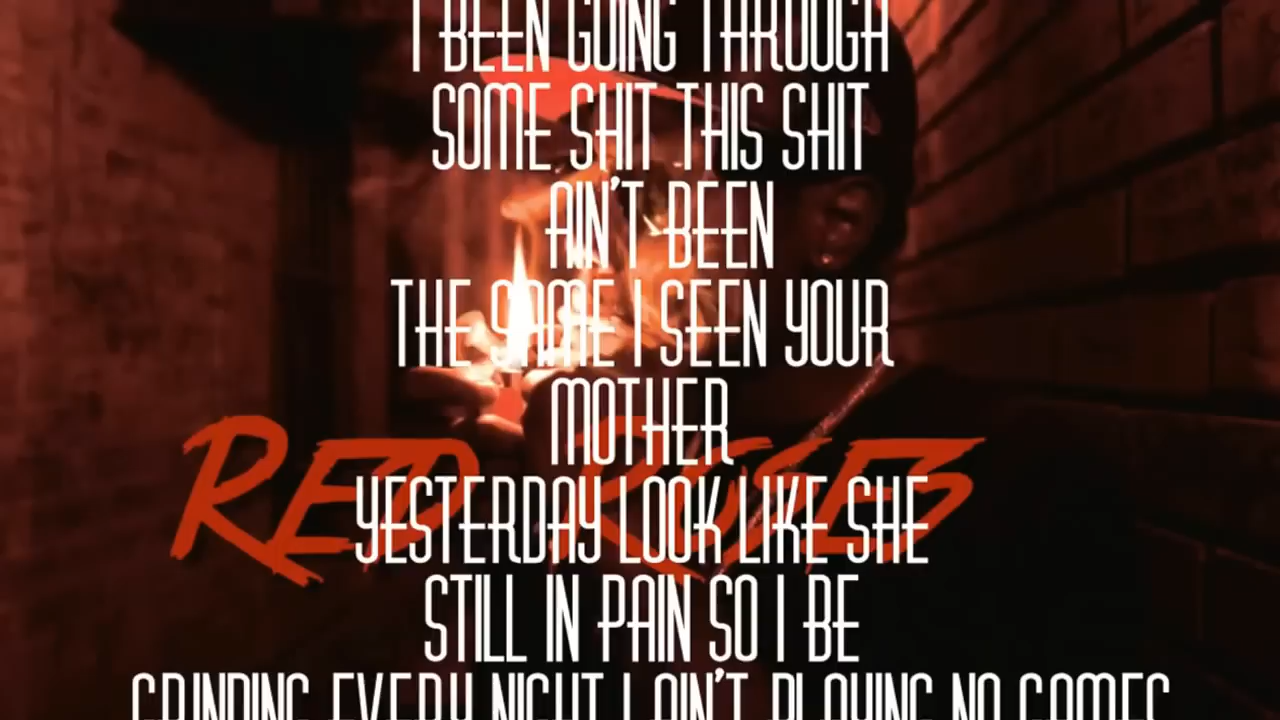 I BEEN GOING THROUGH
SOME SHIT THIS SHIT
AIN'T BEEN
THE SAME I SEEN YOUR
MOTHER
RED ROSES
YESTERDAY LOOK LIKE SHE
STILL IN PAIN SO I BE
GRINDING EVERY NIGHT I AIN'T PLAYING NO GAMES